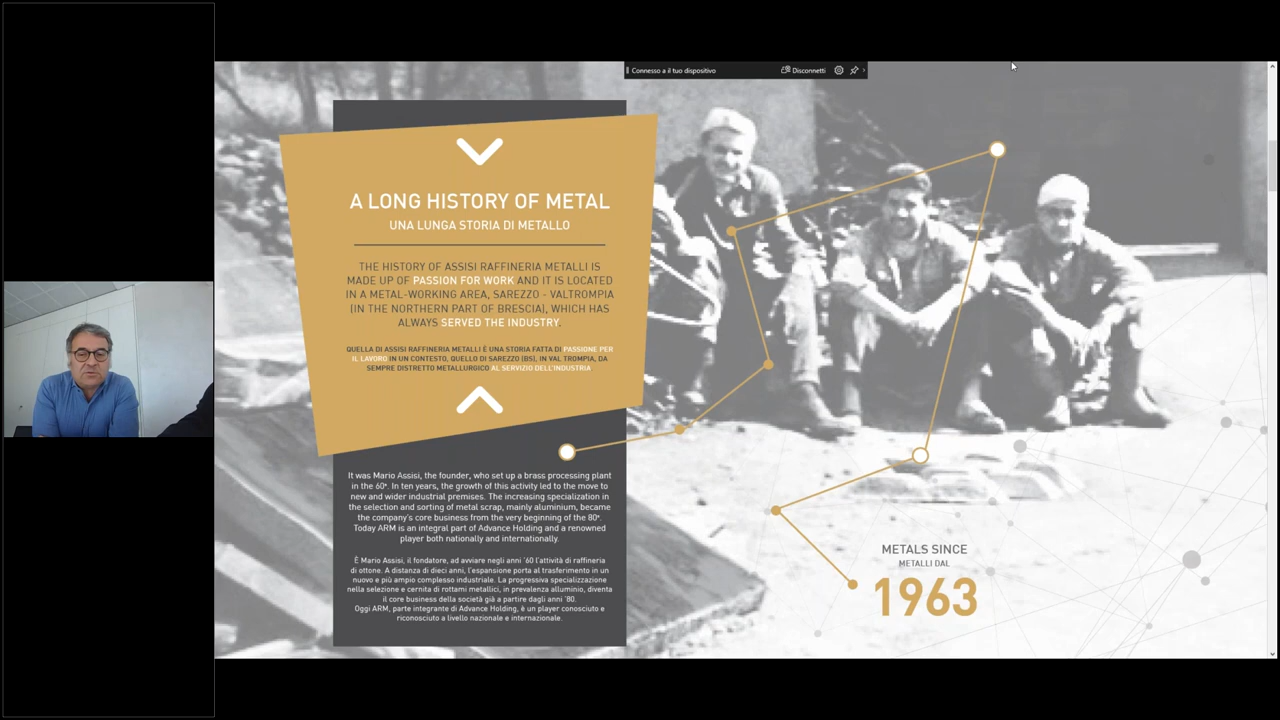 Connesso a il tuo dispositivo
Disconnetti
A LONG HISTORY OF METAL
UNA LUNGA STORIA DI METALLO
THE HISTORY OF ASSISI RAFFINERIA METALLI IS
MADE UP OF PASSION FOR WORK AND IT IS LOCATED
IN A METAL-WORKING AREA, SAREZZO - VALTROMPIA
(IN THE NORTHERN PART OF BRESCIA), WHICH HAS
ALWAYS SERVED THE INDUSTRY.
QUELLA DI ASSISI RAFFINERIA METALLI È UNA STORIA FATTA DI PASSIONE PER
IL LAVORO IN UN CONTESTO, QUELLO DI SAREZZO (BS), IN VAL TROMPIA, DA
SEMPRE DISTRETTO METALLURGICO AL SERVIZIO DELL'INDUSTRIA.
It was Mario Assisi, the founder, who set up a brass processing plant
in the 60s. In ten years, the growth of this activity led to the move to
new and wider industrial premises. The increasing specialization in
the selection and sorting of metal scrap, mainly aluminium, became
the company's core business from the very beginning of the 80s.
Today ARM is an integral part of Advance Holding and a renowned
player both nationally and internationally.
È Mario Assisi, il fondatore, ad avviare negli anni '60 l'attività di raffineria
di ottone. A distanza di dieci anni, l'espansione porta al trasferimento in un
nuovo e più ampio complesso industriale. La progressiva specializzazione
nella selezione e cernita di rottami metallici, in prevalenza alluminio, diventa
il core business della società già a partire dagli anni '80.
Oggi ARM, parte integrante di Advance Holding, è un player conosciuto e
riconosciuto a livello nazionale e internazionale.
METALS SINCE
METALLI DAL
1963